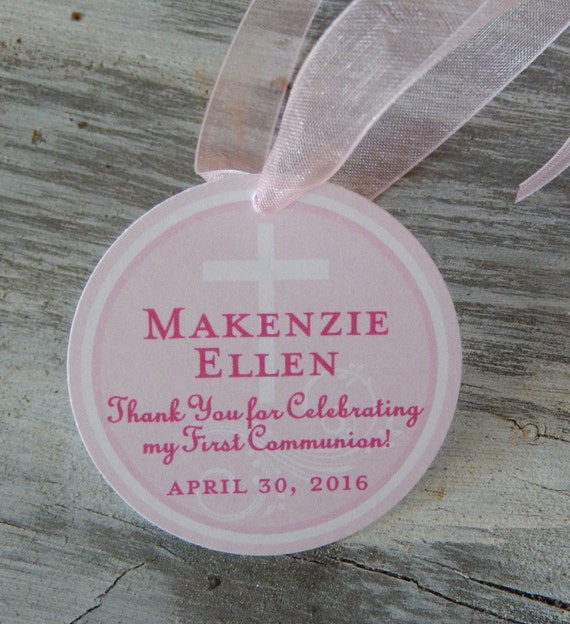 MAKENZIE
ELLEN
Thank You for Celebrating
my First Communion!
APRIL 30, 2016